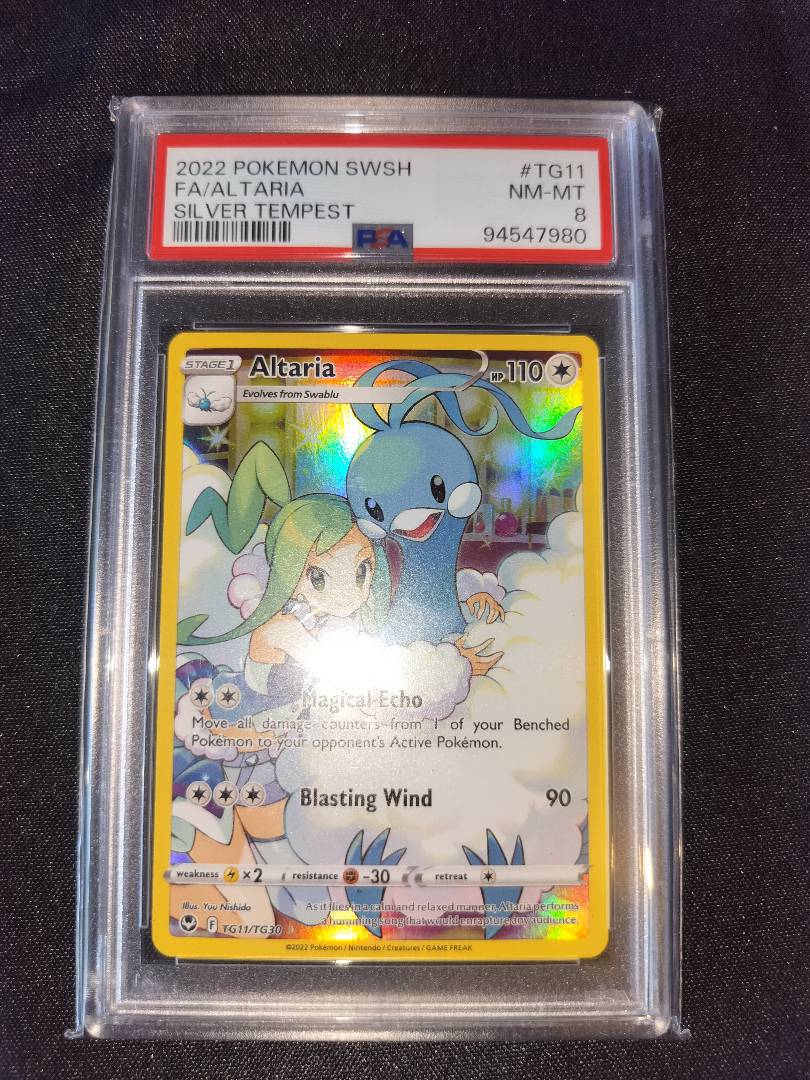 2022 POKEMON SWSH #TG11
FA/ALTARIA NM-MT
SILVER TEMPEST 8
PSA 94547980
STAGE 1 Altaria HP 110
Evolves from Swablu
Magical Echo
Move all damage counters from 1 of your Benched
Pokémon to your opponent's Active Pokémon.
Blasting Wind 90
weakness ×2 resistance -30 retreat
Illus. Yuu Nishida As it flies in a calm and relaxed manner, Altaria performs
a humming song that would enrapture any audience.
F TG11/TG30
©2022 Pokémon / Nintendo / Creatures / GAME FREAK